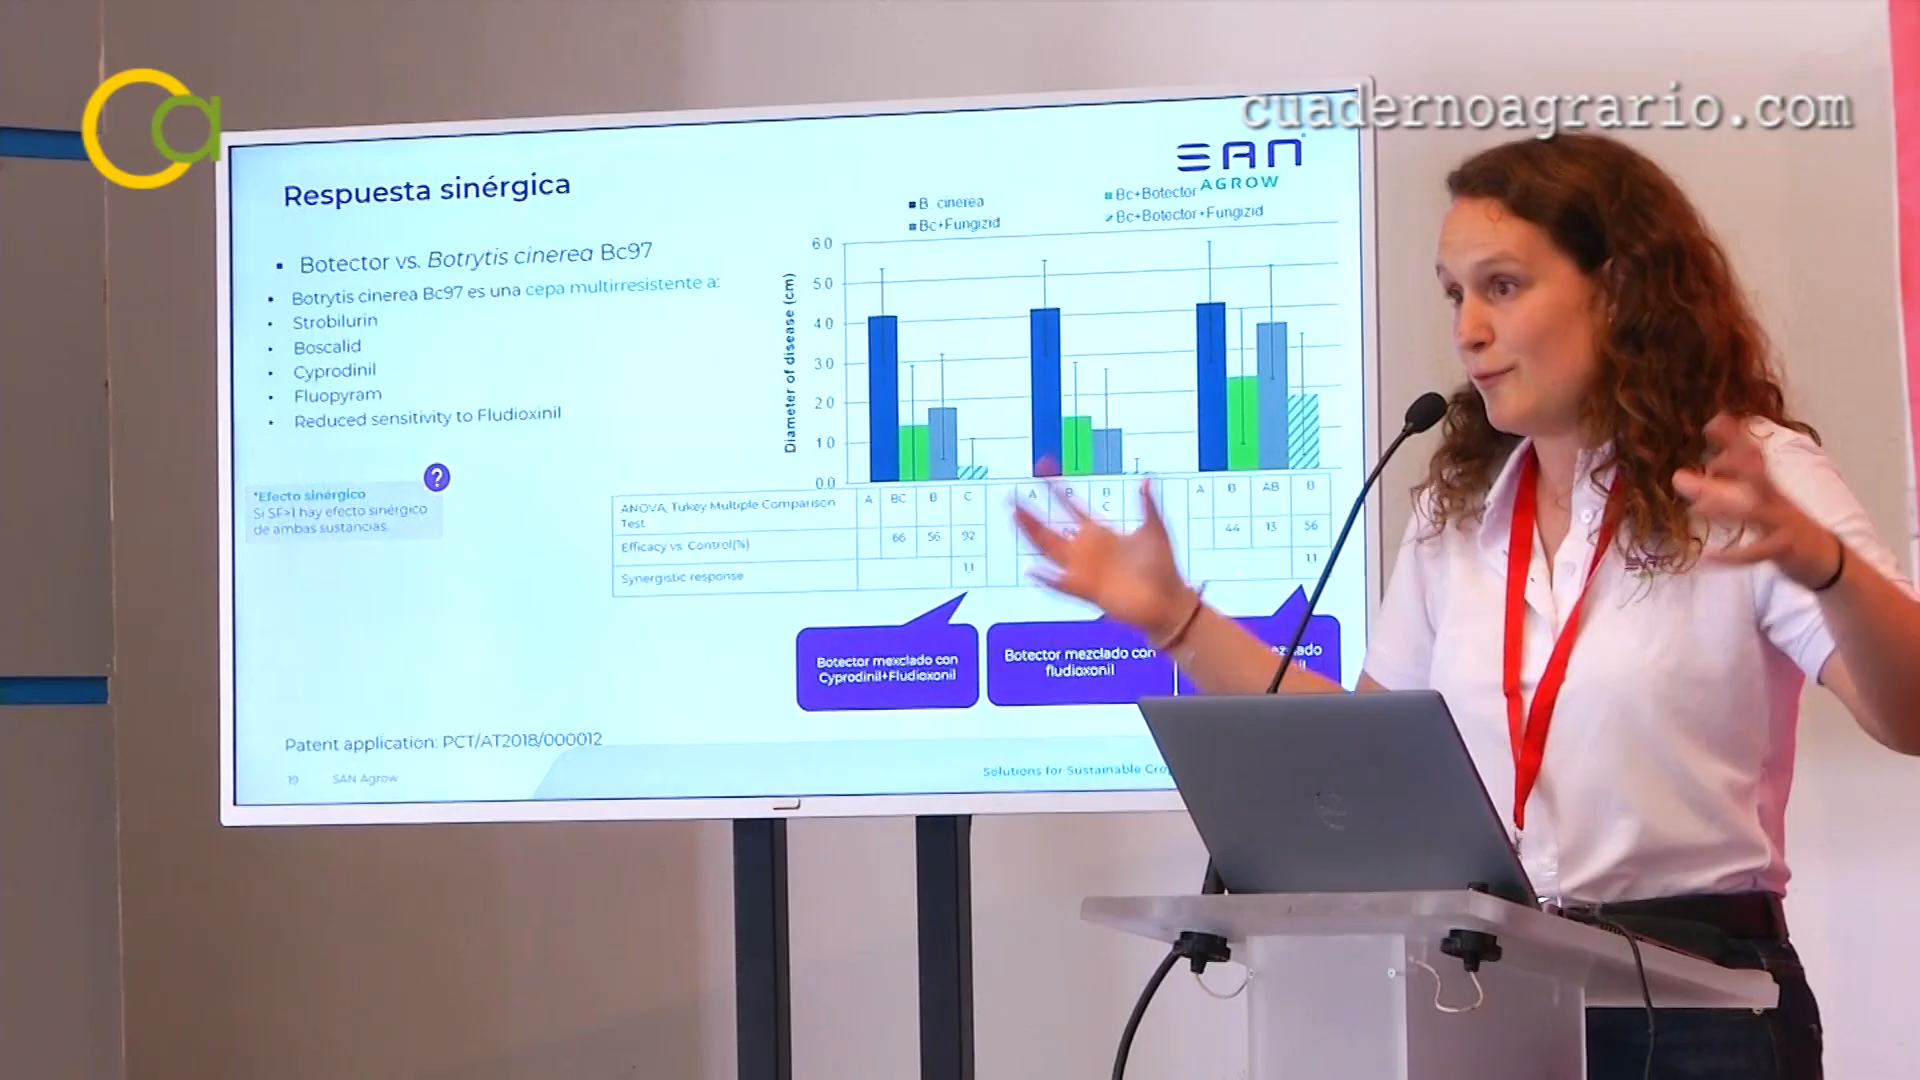 cuadernoagrario.com
Ca
SAN
AGROW
Respuesta sinérgica
Botector vs. Botrytis cinerea Bc97
Botrytis cinerea Bc97 es una cepa multirresistente a:
Strobilurin
Boscalid
Cyprodinil
Fluopyram
Reduced sensitivity to Fludioxinil
?
*Efecto sinérgico
Si SF>1 hay efecto sinérgico
de ambas sustancias.
B. cinerea
Bc+Botector
Bc+Fungizid
Bc+Botector+Fungizid
Diameter of disease (cm)
6.0
5.0
4.0
3.0
2.0
1.0
0.0
ANOVA, Tukey Multiple Comparison
Test
A BC B C
A B B
C
A B AB B
Efficacy vs. Control(%)
66 56 92
44 13 56
Synergistic response
1.1
1.1
Botector mexclado con
Cyprodinil+Fludioxonil
Botector mezclado con
fludioxonil
Patent application: PCT/AT2018/000012
19 SAN Agrow
Solutions for Sustainable